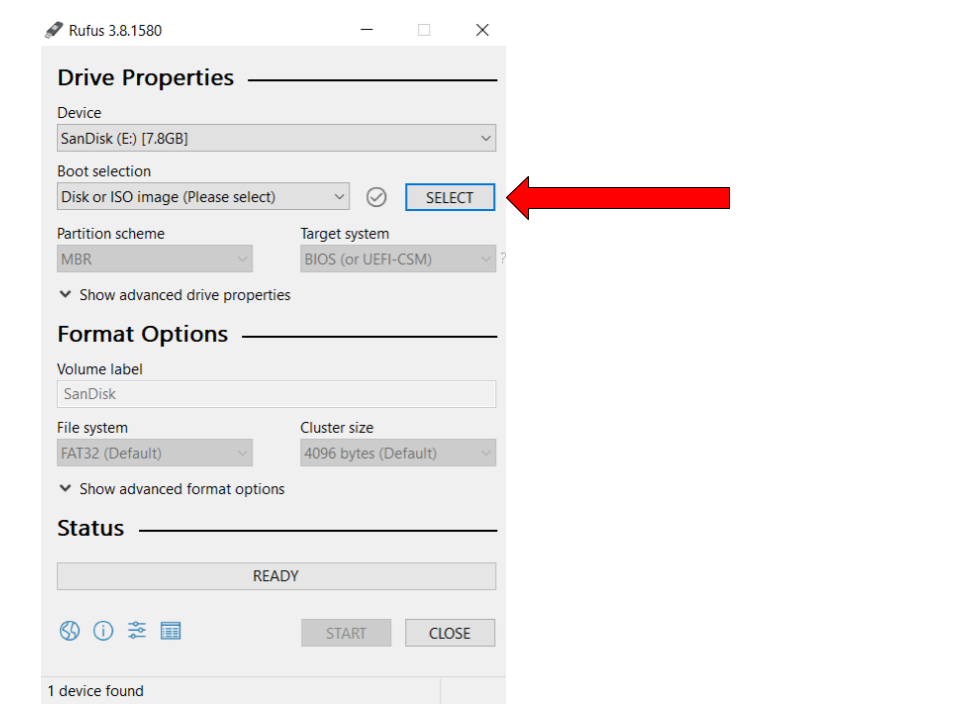 Rufus 3.8.1580
Drive Properties
Device
SanDisk (E:) [7.8GB]
Boot selection
Disk or ISO image (Please select)
SELECT
Partition scheme
Target system
MBR
BIOS (or UEFI-CSM)
?
Show advanced drive properties
Format Options
Volume label
SanDisk
File system
Cluster size
FAT32 (Default)
4096 bytes (Default)
Show advanced format options
Status
READY
START
CLOSE
1 device found